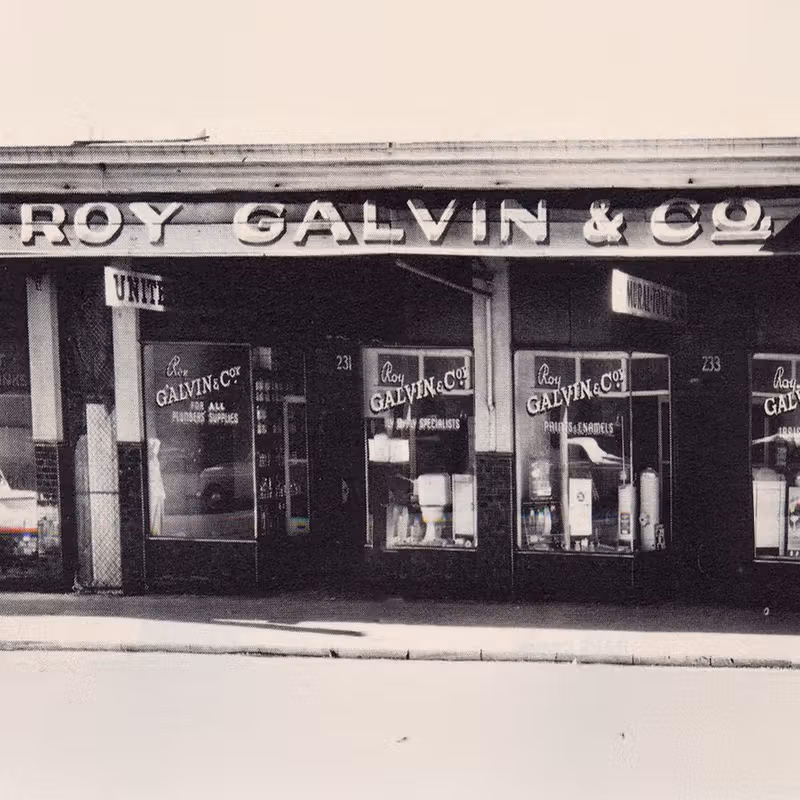 ROY GALVIN & Co.
UNITE
Roy
GALVIN & Coy
FOR ALL
PLUMBERS SUPPLIES
231
Roy
GALVIN & Coy
SPECIALISTS
Roy
GALVIN & Coy
PAINTS & ENAMELS
233
Roy
GALV